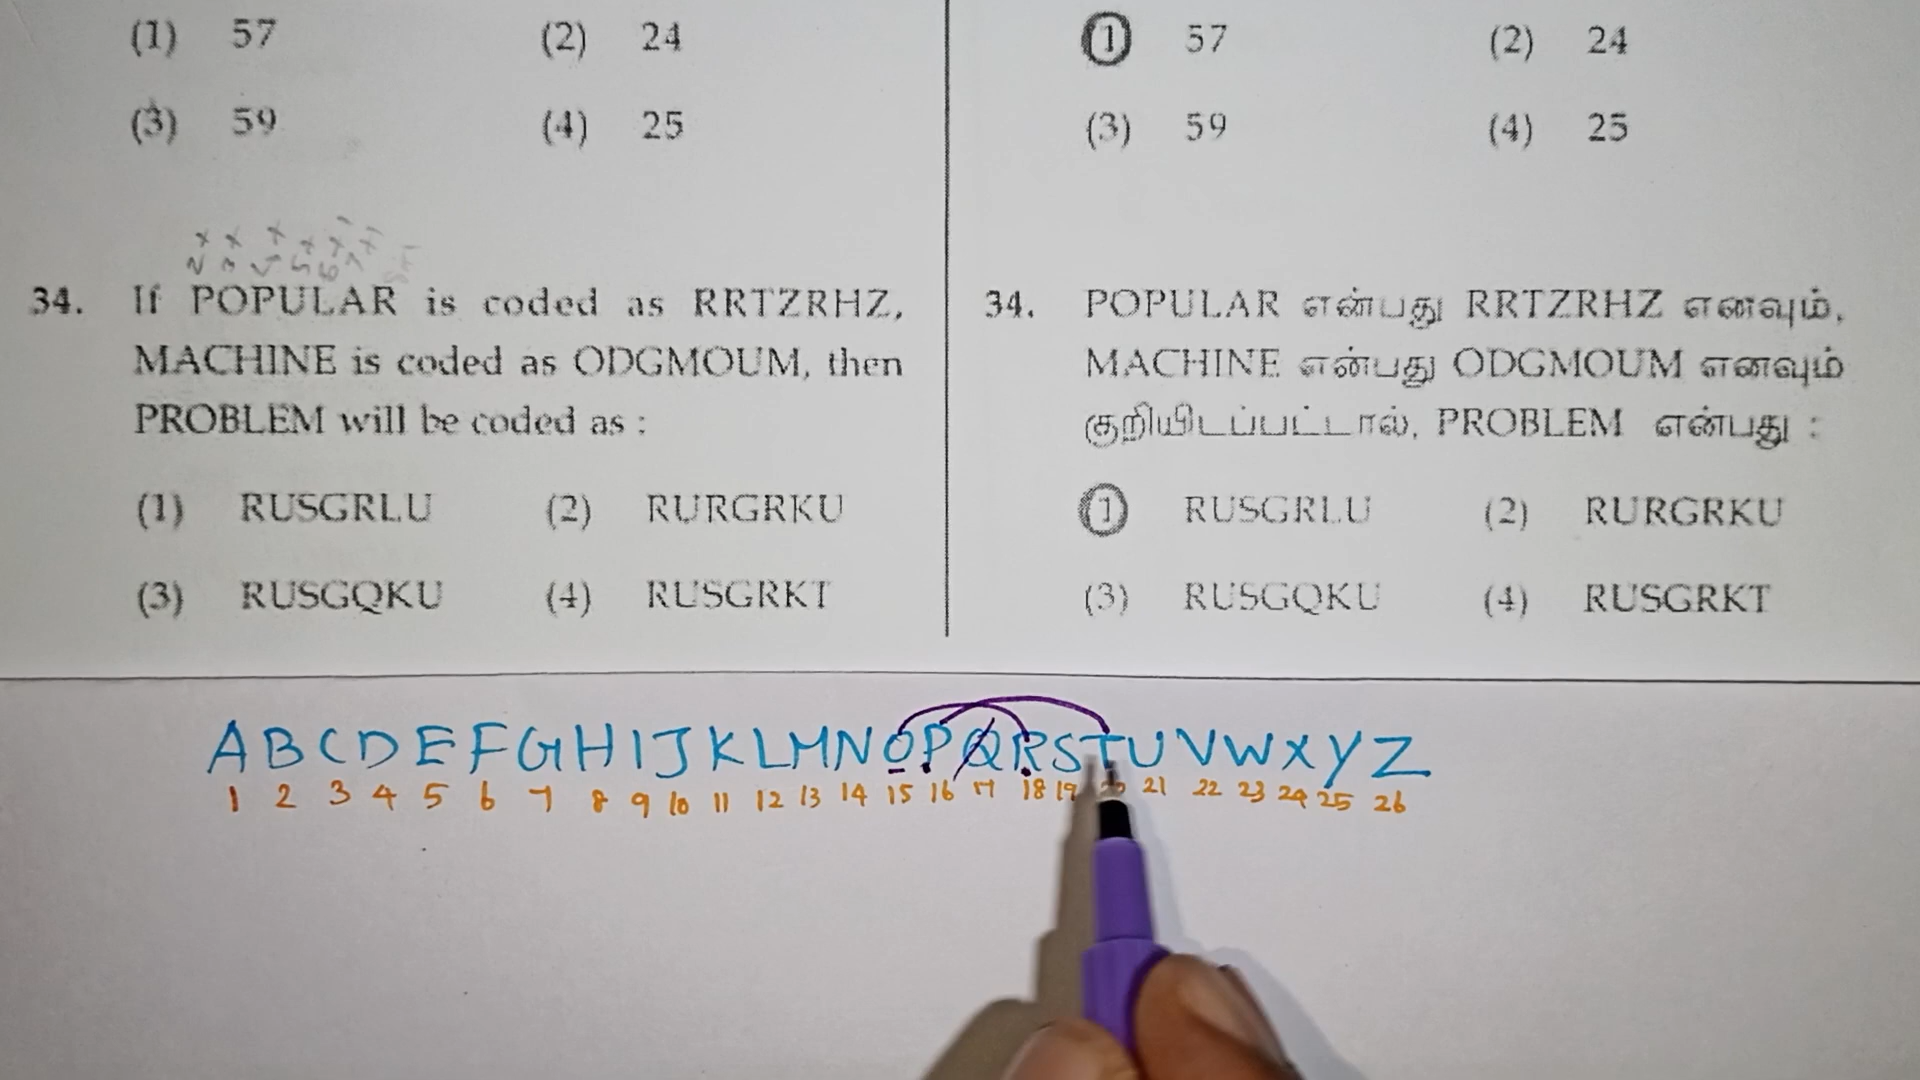 (1) 57 (2) 24
(3) 59 (4) 25
34. If POPULAR is coded as RRTZRHZ,
MACHINE is coded as ODGMOUM, then
PROBLEM will be coded as :
(1) RUSGRLU (2) RURGRKU
(3) RUSGQKU (4) RUSGRKT
(1) 57 (2) 24
(3) 59 (4) 25
34. POPULAR என்பது RRTZRHZ எனவும்,
MACHINE என்பது ODGMOUM எனவும்
குறியிடப்பட்டால், PROBLEM என்பது :
(1) RUSGRLU (2) RURGRKU
(3) RUSGQKU (4) RUSGRKT
A B C D E F G H I J K L M N O P Q R S T U V W X Y Z
1 2 3 4 5 6 7 8 9 10 11 12 13 14 15 16 17 18 19 21 22 23 24 25 26